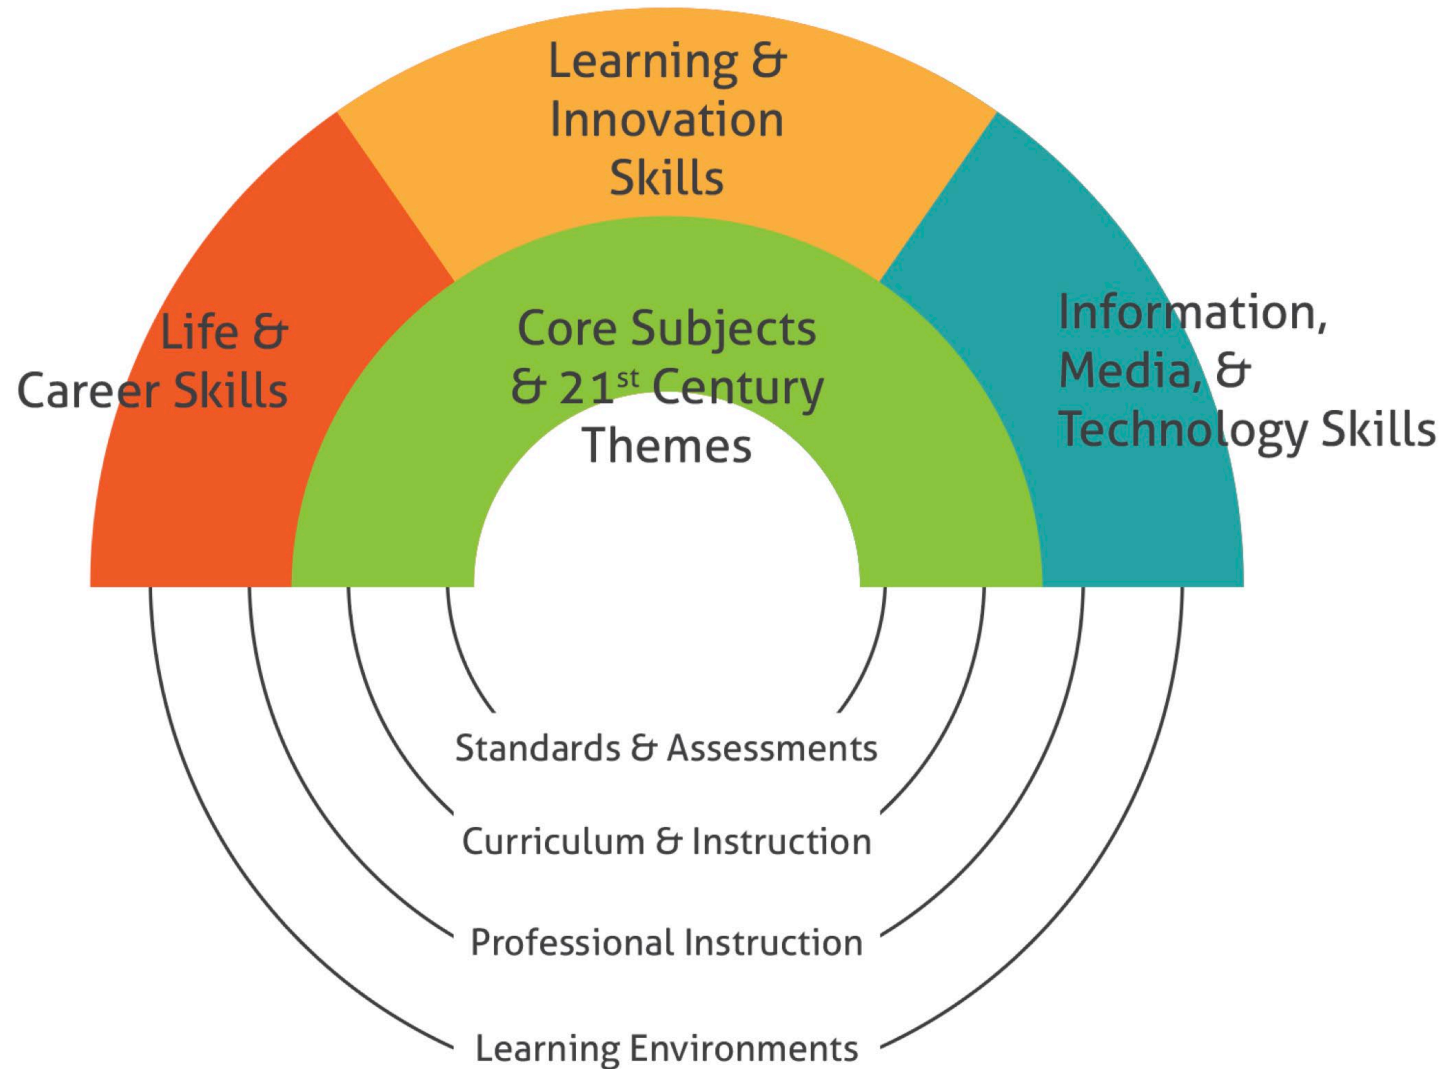 Learning &
Innovation
Skills
Life &
Career Skills
Core Subjects
& 21st Century
Themes
Information,
Media, &
Technology Skills
Standards & Assessments
Curriculum & Instruction
Professional Instruction
Learning Environments